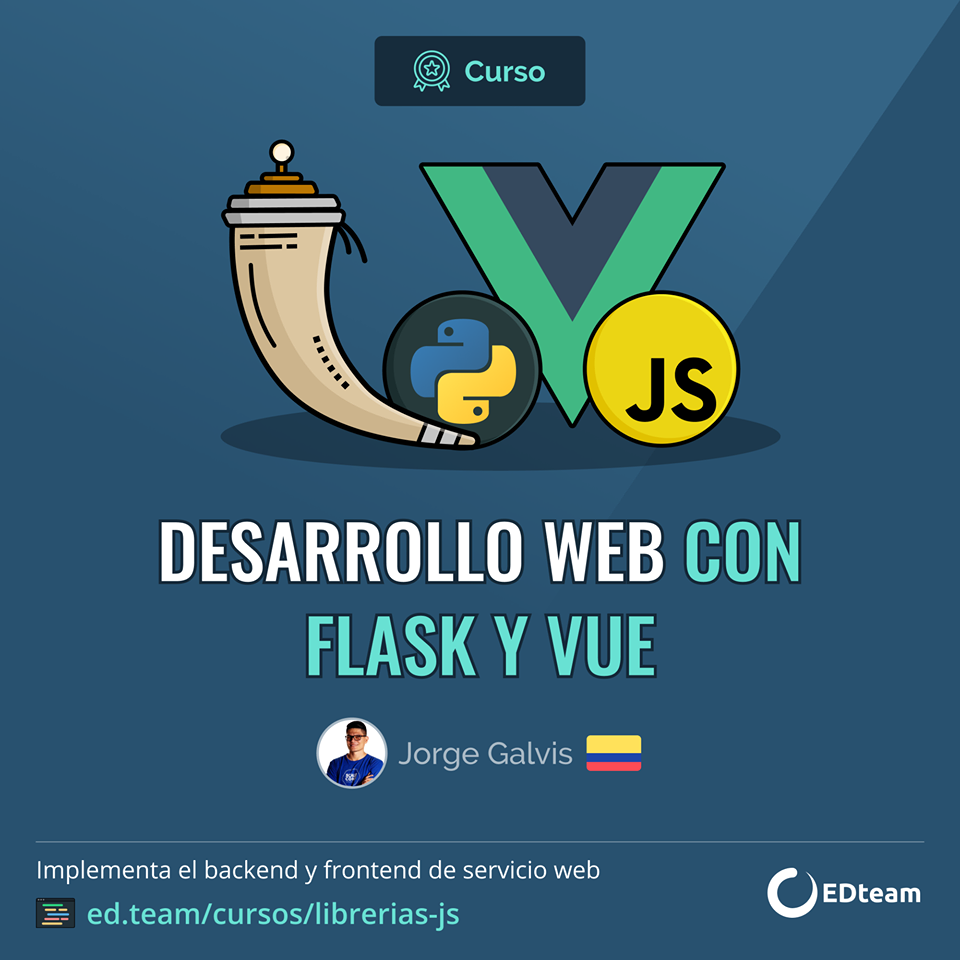 Curso
JS
DESARROLLO WEB CON
FLASK Y VUE
Jorge Galvis
Implementa el backend y frontend de servicio web
ed.team/cursos/librerias-js
EDteam